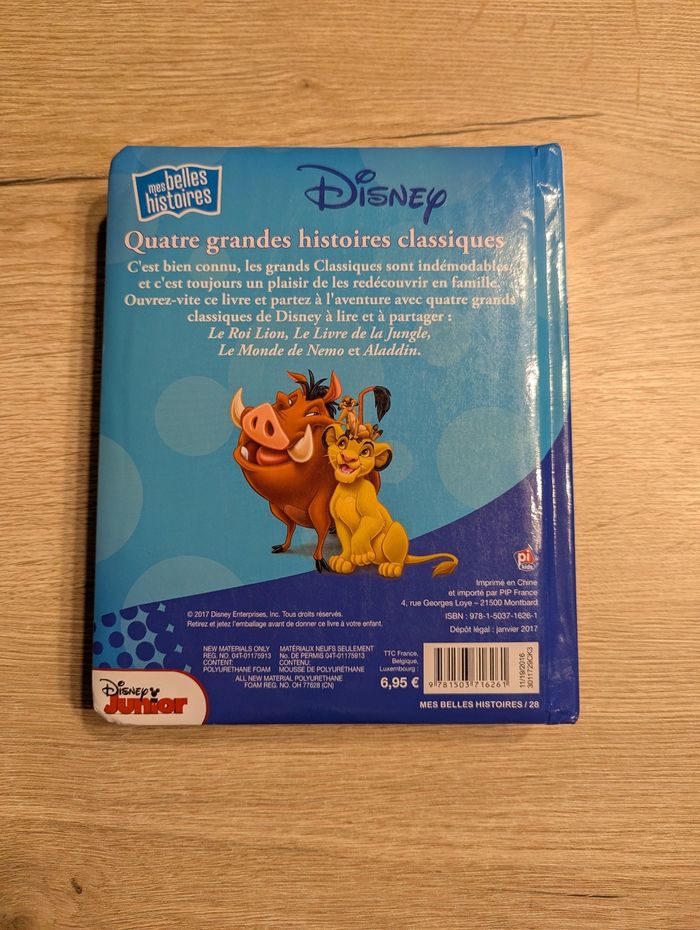 mes belles
histoires
Disney
Quatre grandes histoires classiques
C'est bien connu, les grands Classiques sont indémodables
et c'est toujours un plaisir de les redécouvrir en famille.
Ouvrez-vite ce livre et partez à l'aventure avec quatre grands
classiques de Disney à lire et à partager :
Le Roi Lion, Le Livre de la Jungle,
Le Monde de Nemo et Aladdin.
pi
kids
Imprimé en Chine
et importé par PIP France
4, rue Georges Loye – 21500 Montbard
ISBN : 978-1-5037-1626-1
Dépôt légal : janvier 2017
© 2017 Disney Enterprises, Inc. Tous droits réservés.
Retirez et jetez l'emballage avant de donner ce livre à votre enfant.
NEW MATERIALS ONLY
REG. NO. 04T-01175913
CONTENT:
POLYURETHANE FOAM
MATÉRIAUX NEUFS SEULEMENT
No. DE PERMIS 04T-01175913
CONTENU:
MOUSSE DE POLYURÉTHANE
ALL NEW MATERIAL POLYURETHANE
FOAM REG. NO. OH 77628 (CN)
TTC France,
Belgique,
Luxembourg :
6,95 €
9 781503 716261
11/19/2016
3011729CK3
MES BELLES HISTOIRES / 28
Disney
Junior